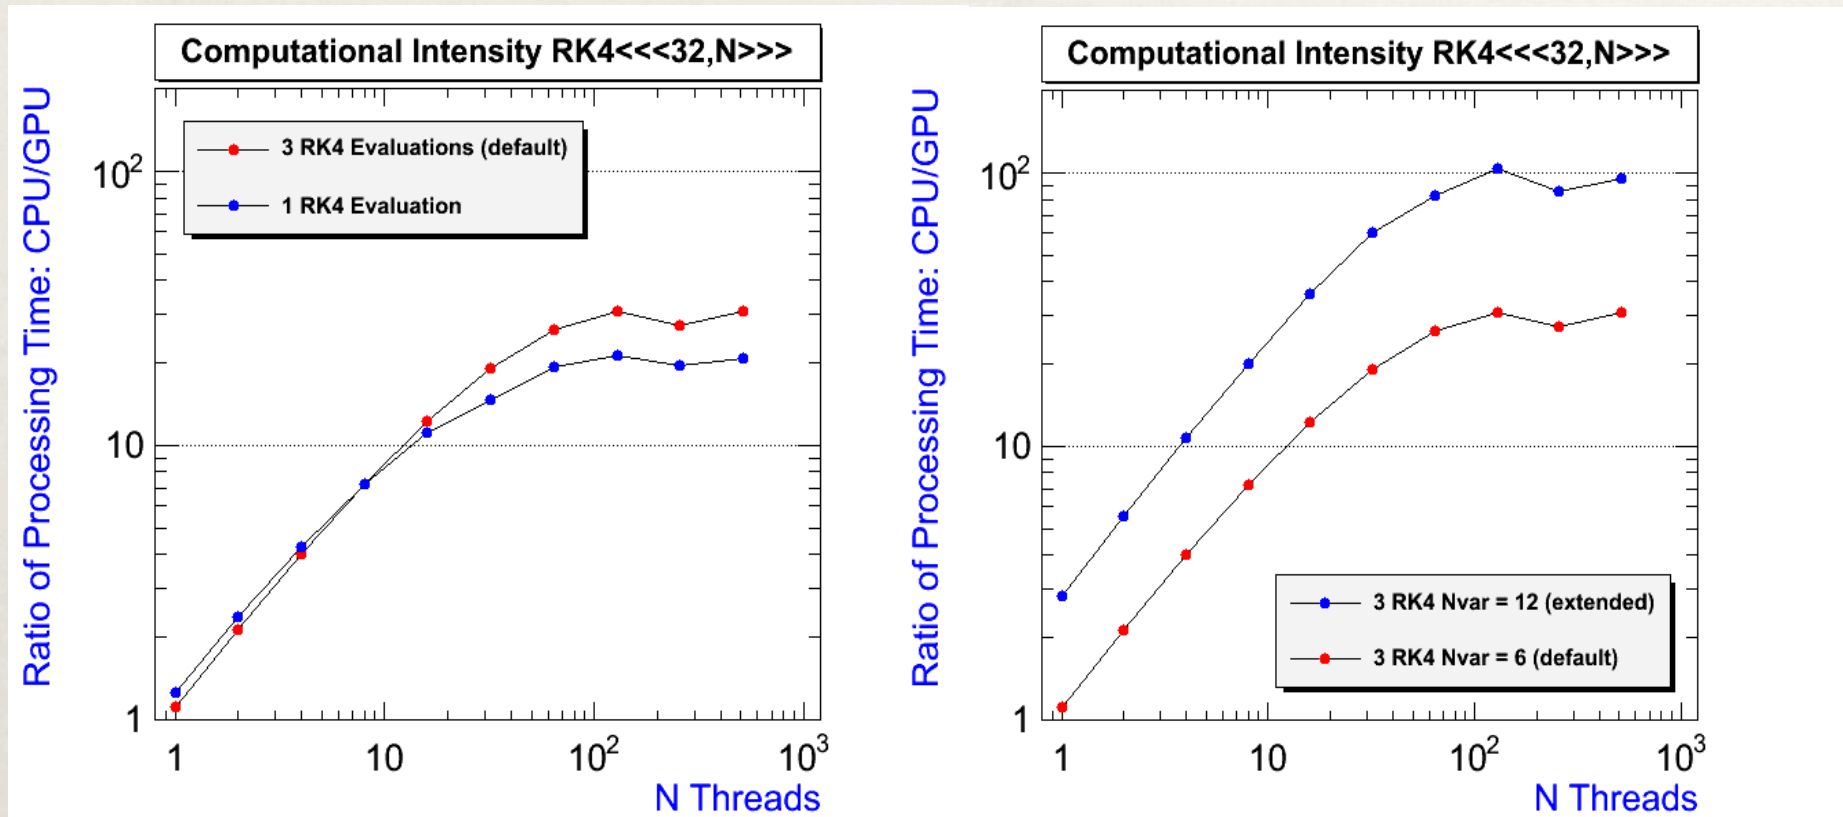 Computational Intensity RK4<<<32,N>>>
Ratio of Processing Time: CPU/GPU
3 RK4 Evaluations (default)
1 RK4 Evaluation
10²
10
1
1 10 10² 10³
N Threads
Computational Intensity RK4<<<32,N>>>
Ratio of Processing Time: CPU/GPU
10²
10
1
3 RK4 Nvar = 12 (extended)
3 RK4 Nvar = 6 (default)
1 10 10² 10³
N Threads